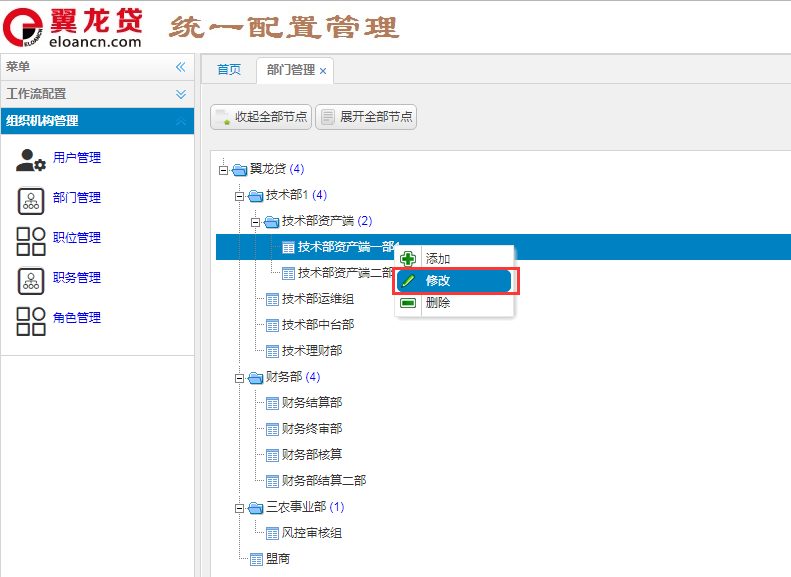 翼龙贷
eloancn.com
统一配置管理
菜单
首页
部门管理
工作流配置
组织机构管理
收起全部节点
展开全部节点
用户管理
部门管理
职位管理
职务管理
角色管理
翼龙贷 (4)
技术部1 (4)
技术部资产端 (2)
技术部资产端一部
技术部资产端二部
添加
修改
删除
技术部运维组
技术部中台部
技术理财部
财务部 (4)
财务结算部
财务终审部
财务部核算
财务部结算二部
三农事业部 (1)
风控审核组
盟商